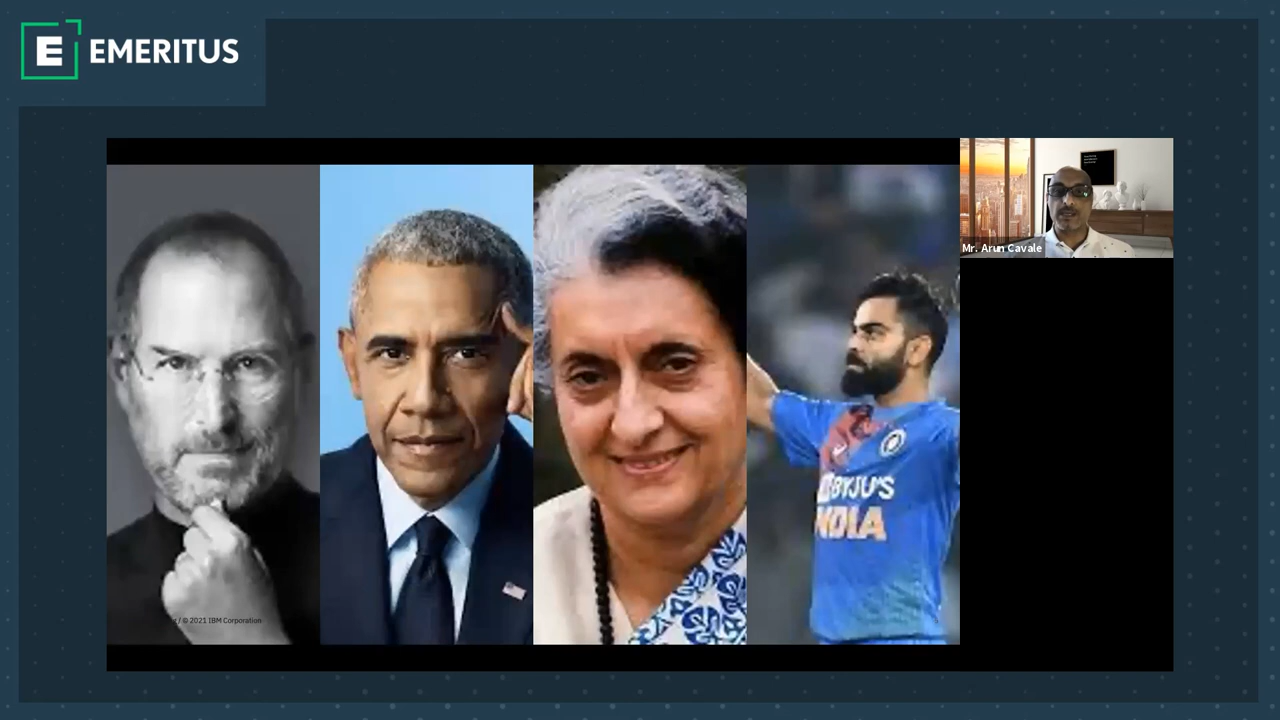 E EMERITUS
Mr. Arun Cavale
/ © 2021 IBM Corporation
BYJU'S
INDIA